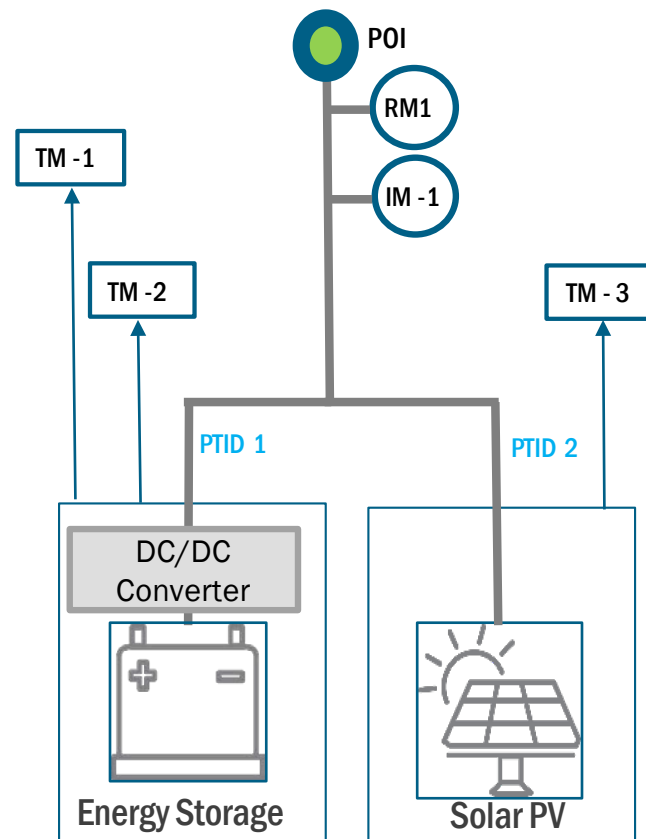 POI
RM1
IM -1
TM -1
TM -2
TM - 3
PTID 1
PTID 2
DC/DC
Converter
Energy Storage
Solar PV